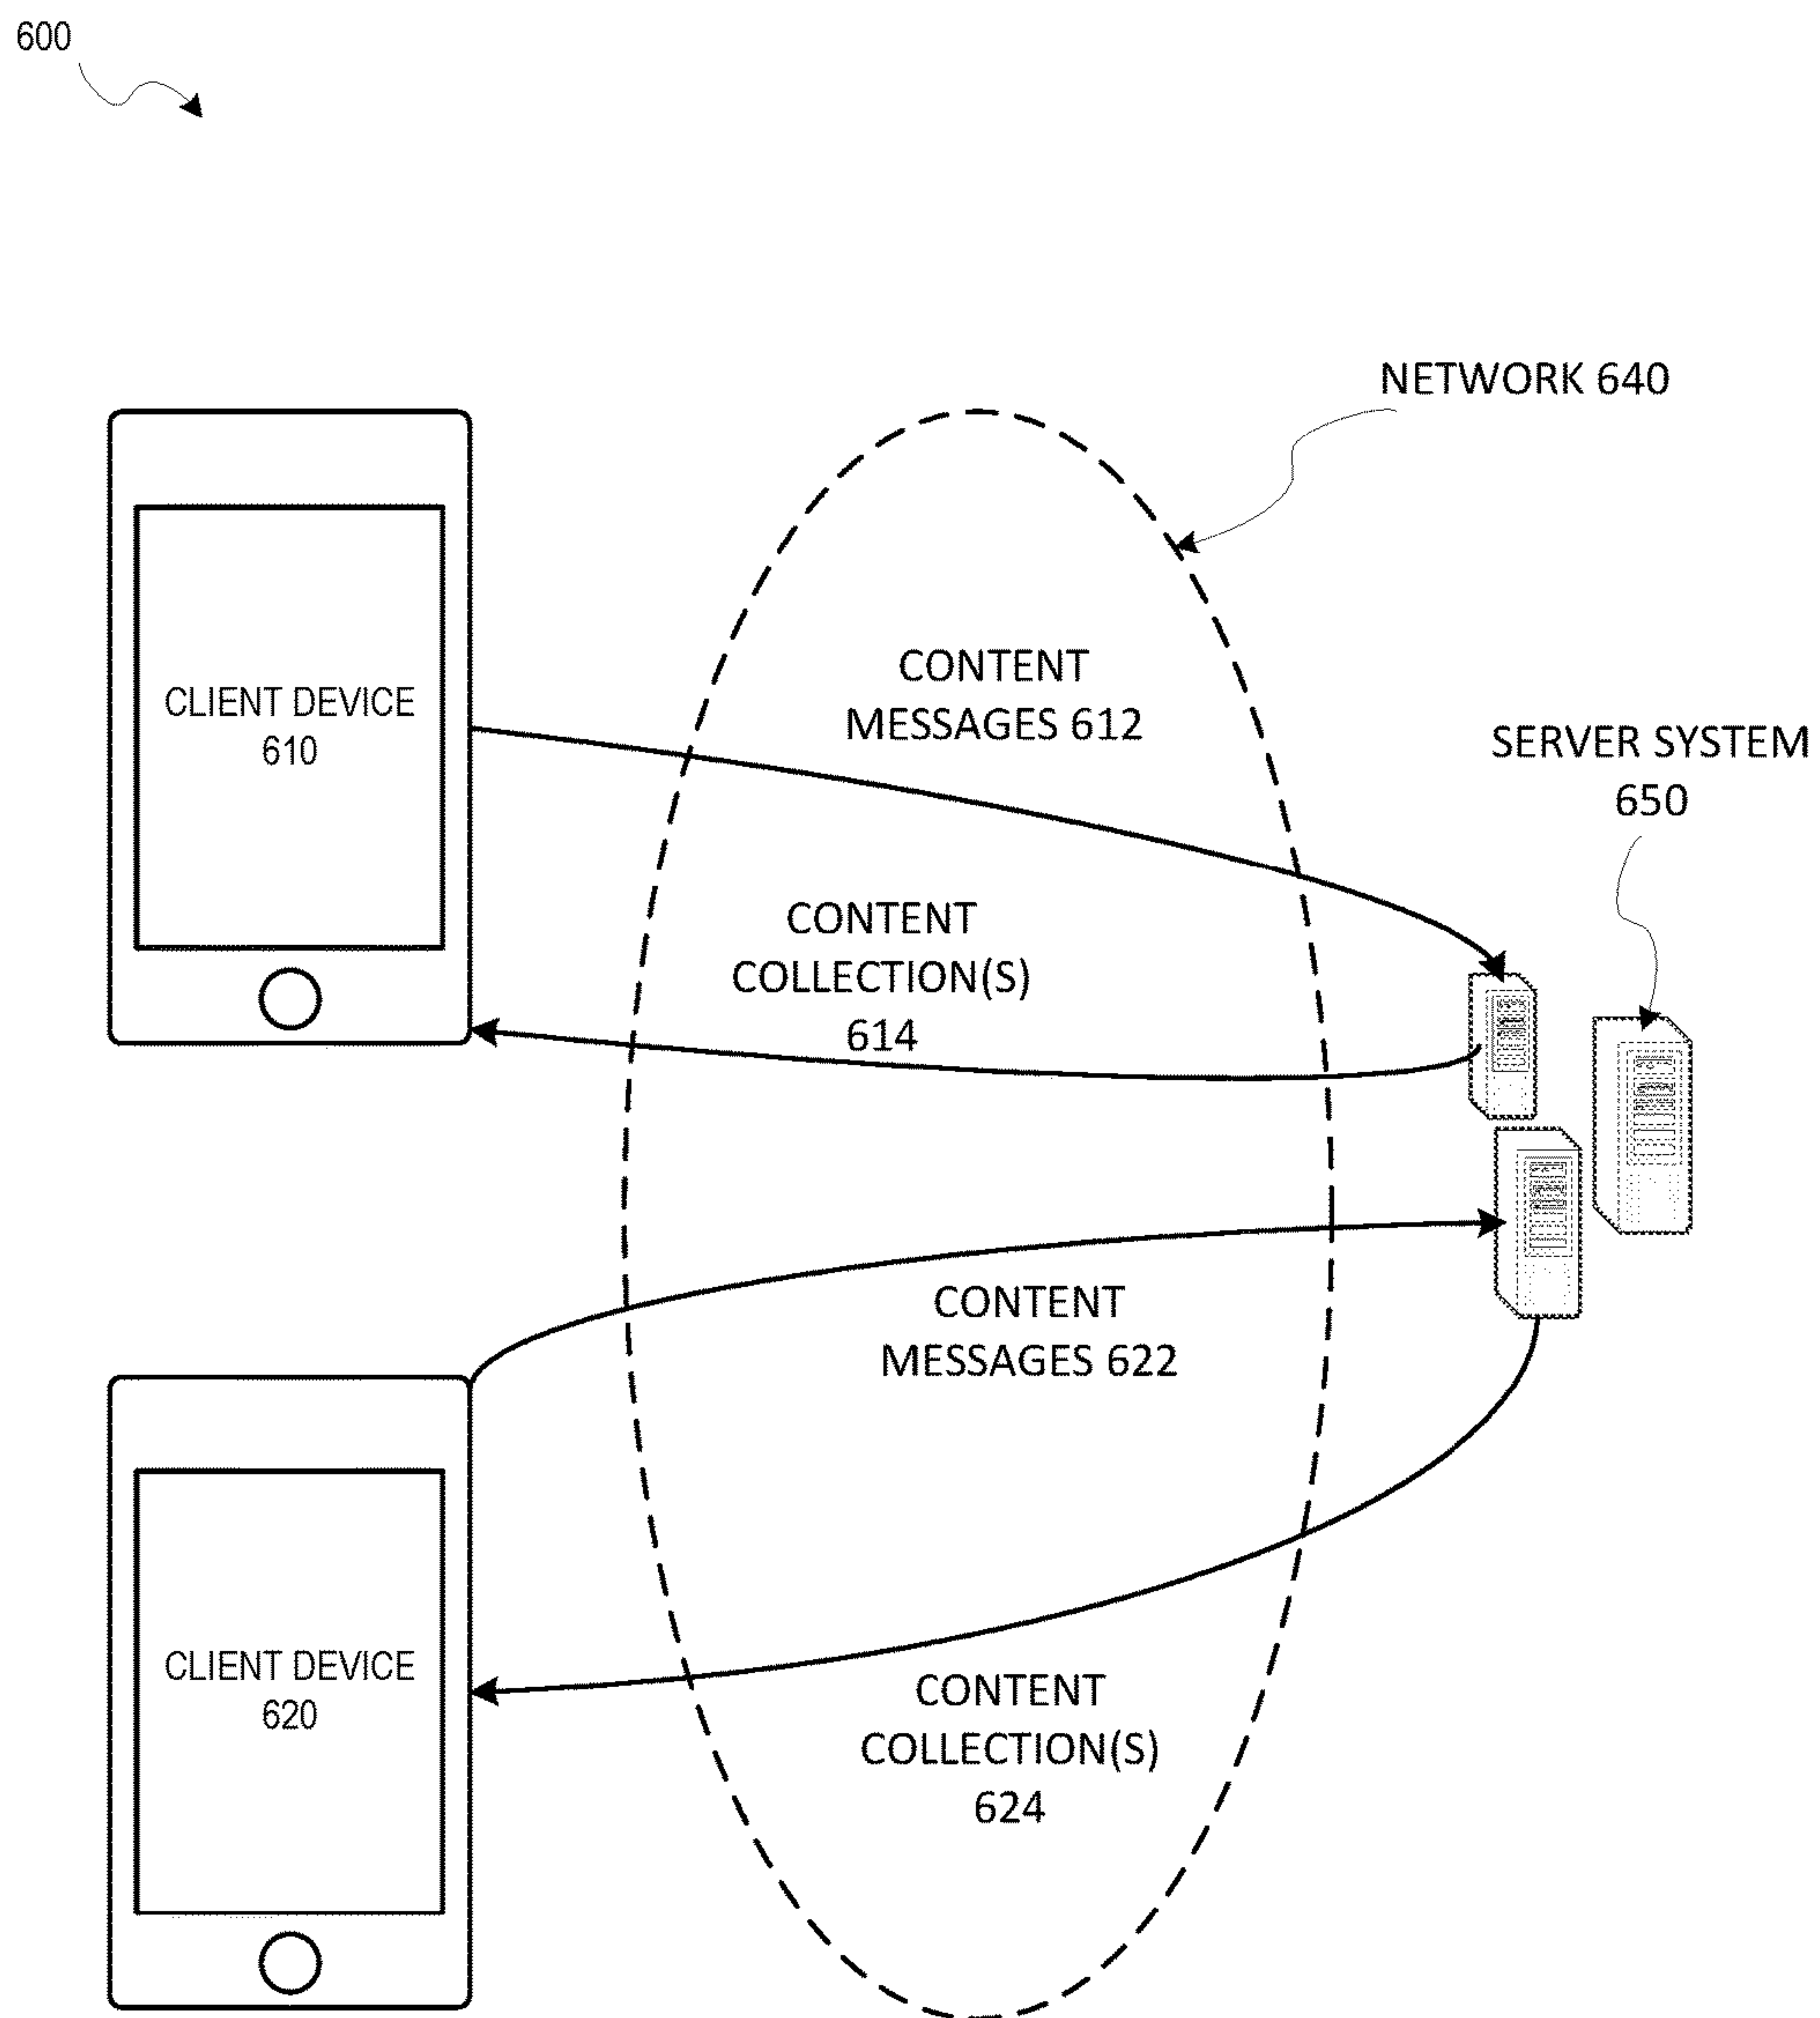 600
NETWORK 640
CLIENT DEVICE
610
CONTENT
MESSAGES 612
SERVER SYSTEM
650
CONTENT
COLLECTION(S)
614
CONTENT
MESSAGES 622
CLIENT DEVICE
620
CONTENT
COLLECTION(S)
624